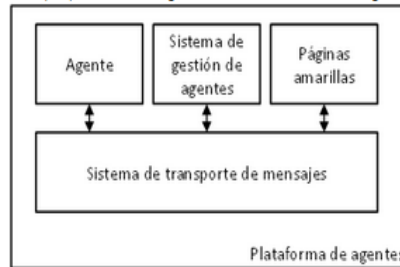 Agente
Sistema de
gestión de
agentes
Páginas
amarillas
Sistema de transporte de mensajes
Plataforma de agentes